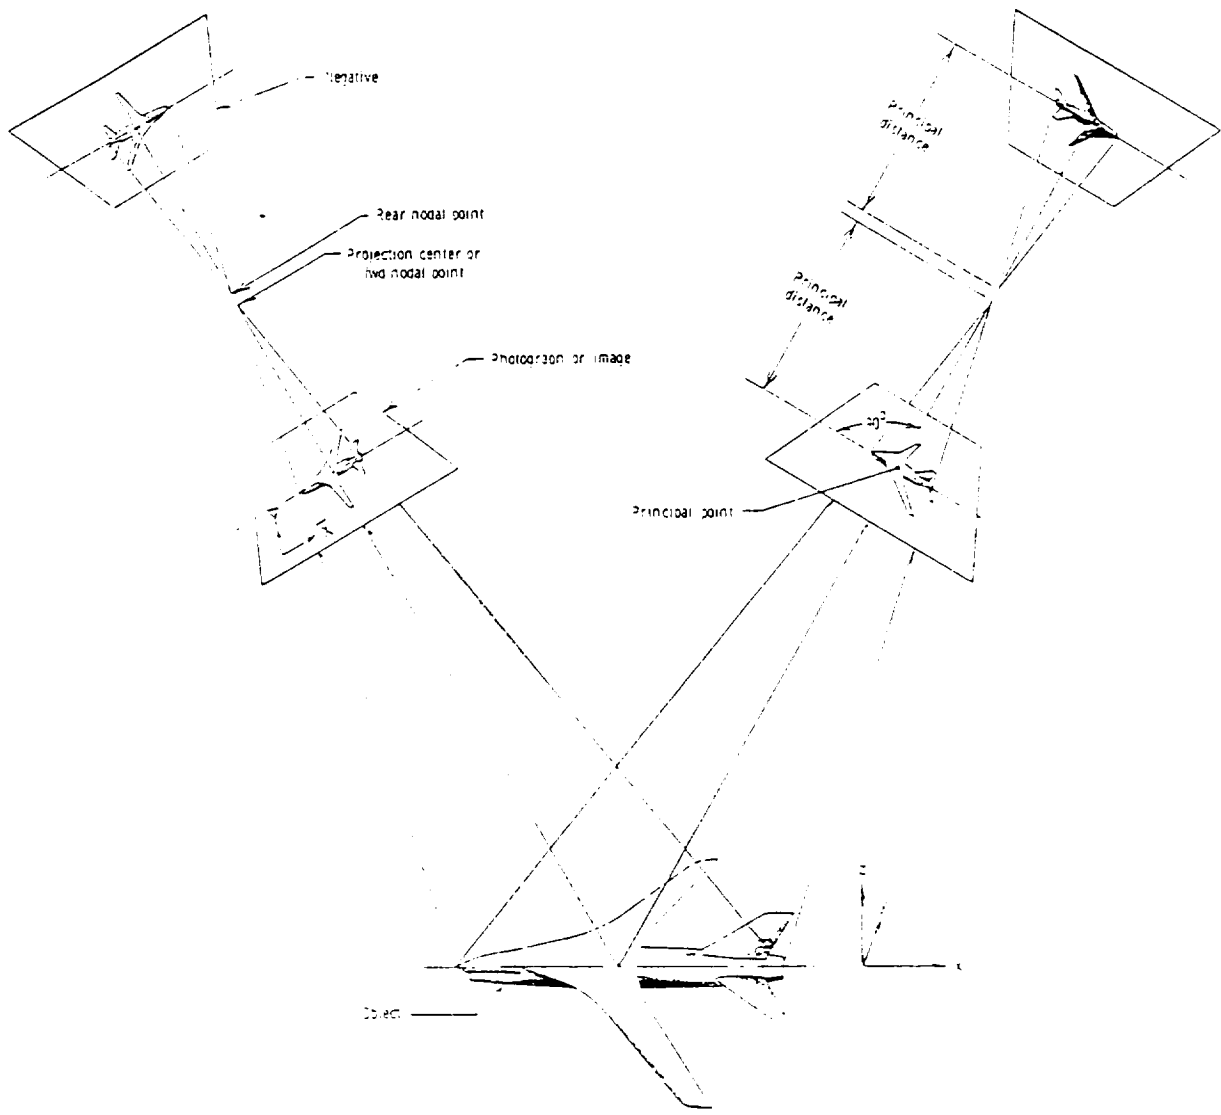 Negative
Principal
distance
Rear nodal point
Projection center or
fwd nodal point
Principal
distance
Photograph or image
90°
Principal point
Y
X
Z
x
Object